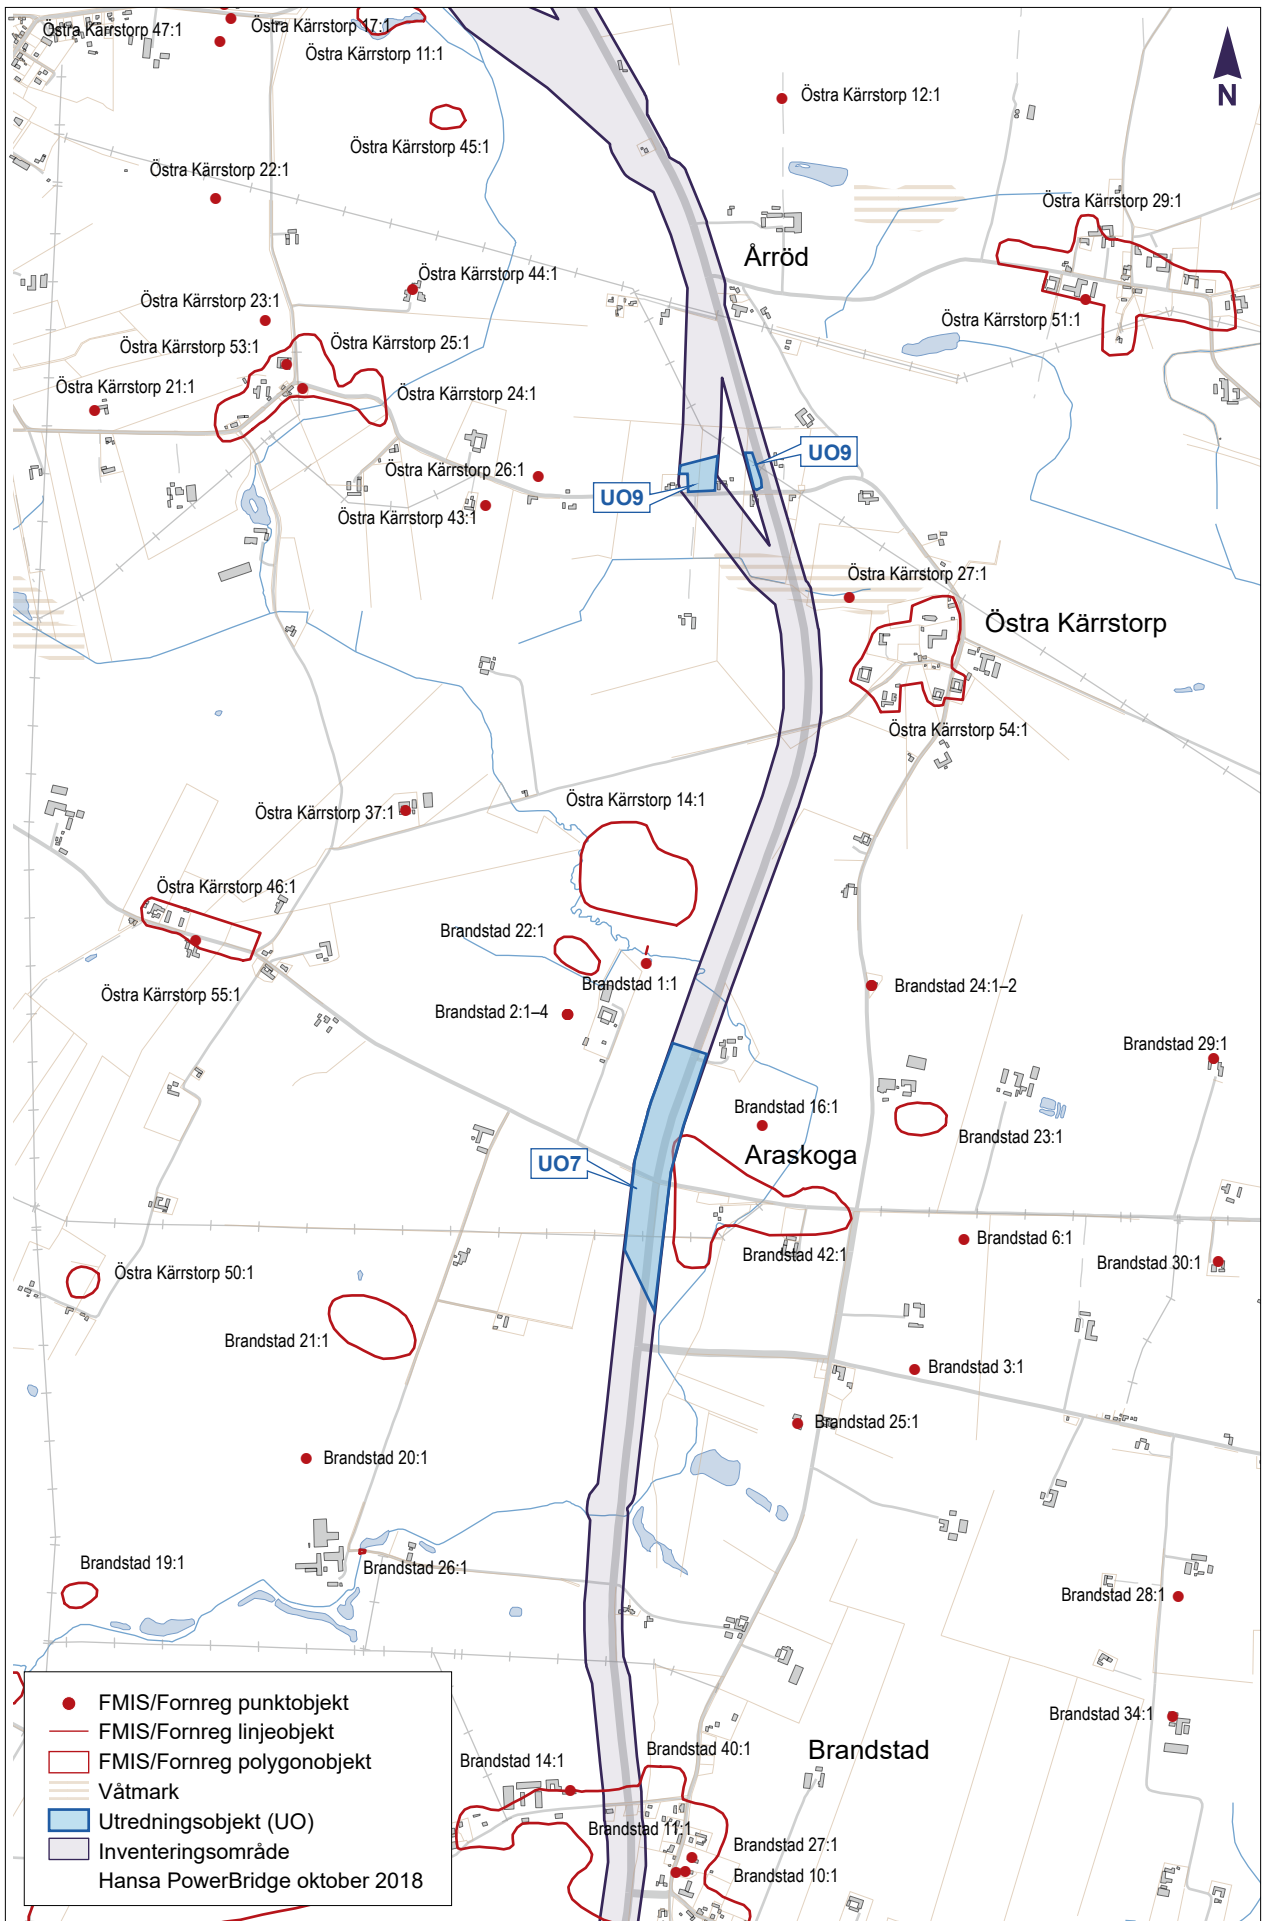 Östra Kärrstorp 47:1
Östra Kärrstorp 17:1
Östra Kärrstorp 11:1
N
Östra Kärrstorp 12:1
Östra Kärrstorp 45:1
Östra Kärrstorp 22:1
Östra Kärrstorp 29:1
Årröd
Östra Kärrstorp 44:1
Östra Kärrstorp 23:1
Östra Kärrstorp 51:1
Östra Kärrstorp 53:1
Östra Kärrstorp 25:1
Östra Kärrstorp 21:1
Östra Kärrstorp 24:1
UO9
Östra Kärrstorp 26:1
UO9
Östra Kärrstorp 43:1
Östra Kärrstorp 27:1
Östra Kärrstorp
Östra Kärrstorp 54:1
Östra Kärrstorp 14:1
Östra Kärrstorp 37:1
Östra Kärrstorp 46:1
Brandstad 22:1
Brandstad 1:1
Brandstad 24:1–2
Östra Kärrstorp 55:1
Brandstad 2:1–4
Brandstad 29:1
Brandstad 16:1
Brandstad 23:1
Araskoga
UO7
Brandstad 6:1
Brandstad 42:1
Brandstad 30:1
Östra Kärrstorp 50:1
Brandstad 21:1
Brandstad 3:1
Brandstad 25:1
Brandstad 20:1
Brandstad 19:1
Brandstad 26:1
Brandstad 28:1
Brandstad 34:1
Brandstad 40:1
Brandstad
Brandstad 14:1
Brandstad 11:1
Brandstad 27:1
Brandstad 10:1
FMIS/Fornreg punktobjekt
FMIS/Fornreg linjeobjekt
FMIS/Fornreg polygonobjekt
Våtmark
Utredningsobjekt (UO)
Inventeringsområde
Hansa PowerBridge oktober 2018